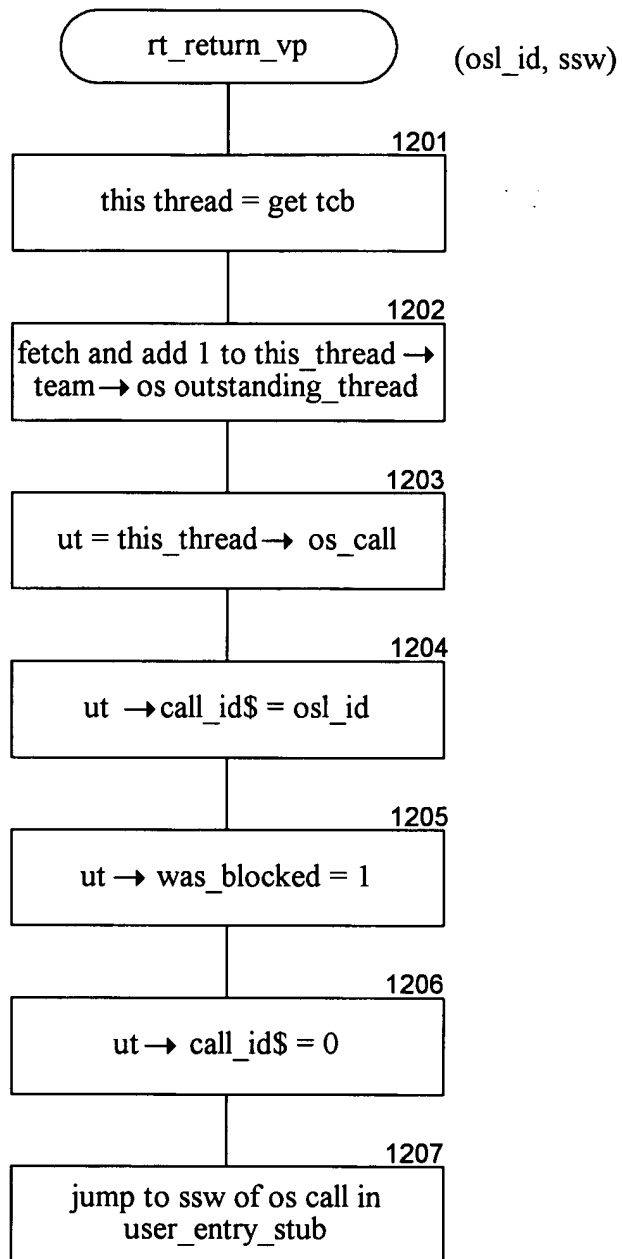 rt_return_vp
(osl_id, ssw)
1201
this thread = get tcb
1202
fetch and add 1 to this_thread →
team → os outstanding_thread
1203
ut = this_thread → os_call
1204
ut → call_id$ = osl_id
1205
ut → was_blocked = 1
1206
ut → call_id$ = 0
1207
jump to ssw of os call in
user_entry_stub